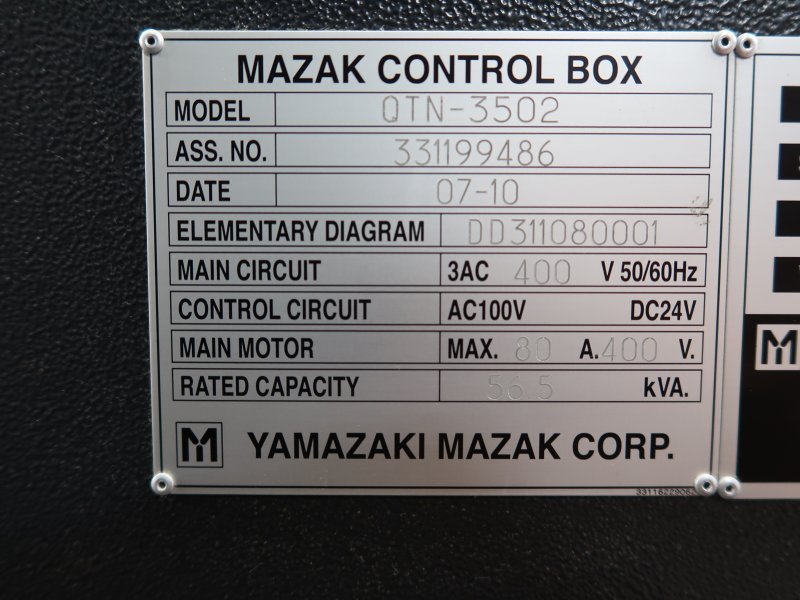 MAZAK CONTROL BOX
MODEL QTN-3502
ASS. NO. 331199486
DATE 07-10
ELEMENTARY DIAGRAM DD311080001
MAIN CIRCUIT 3AC 400 V 50/60Hz
CONTROL CIRCUIT AC100V DC24V
MAIN MOTOR MAX. 80 A. 400 V.
RATED CAPACITY 56.5 kVA.
YAMAZAKI MAZAK CORP.